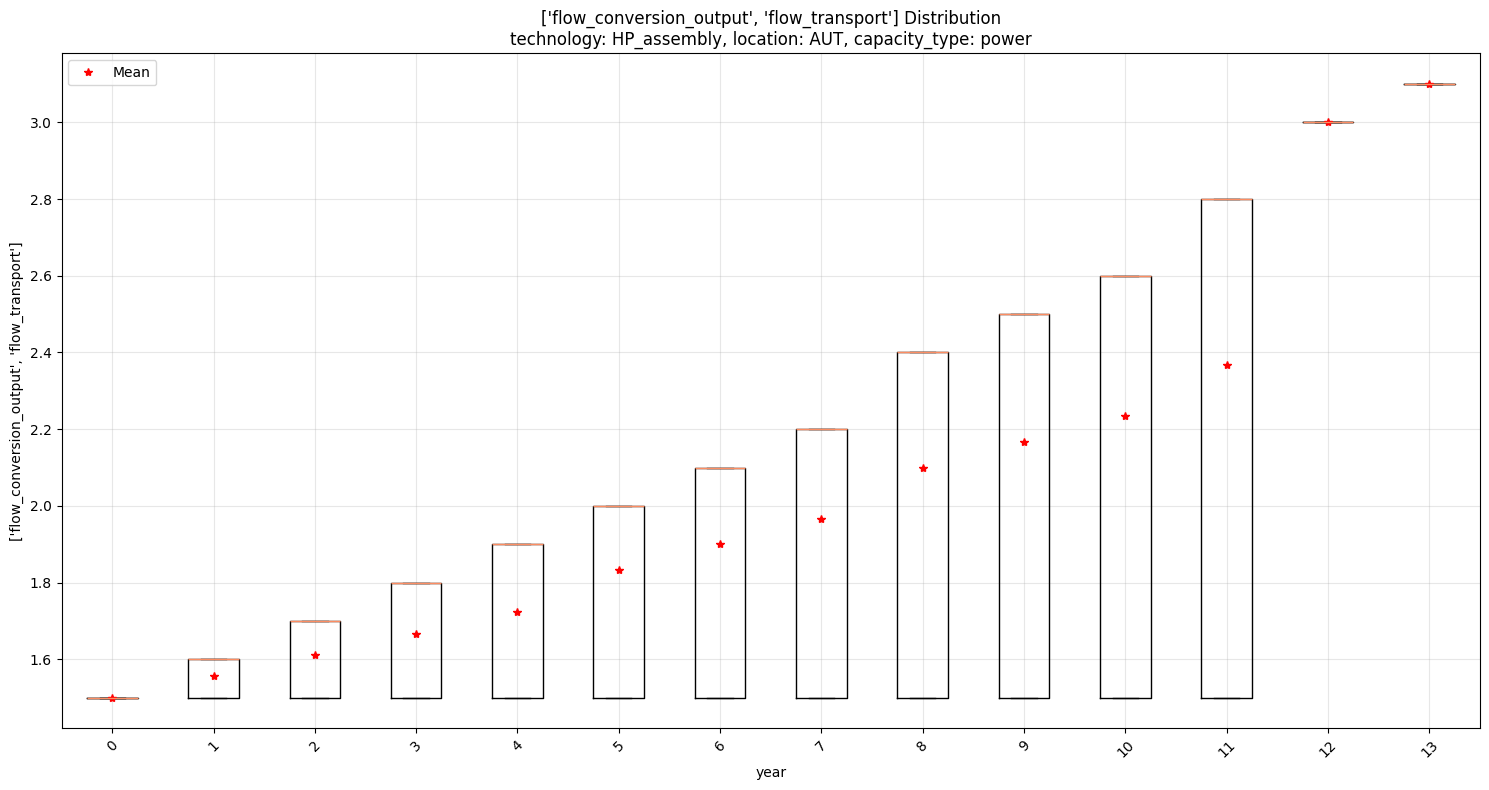 ['flow_conversion_output', 'flow_transport'] Distribution
technology: HP_assembly, location: AUT, capacity_type: power
Mean
['flow_conversion_output', 'flow_transport']
3.0
2.8
2.6
2.4
2.2
2.0
1.8
1.6
0 1 2 3 4 5 6 7 8 9 10 11 12 13
year